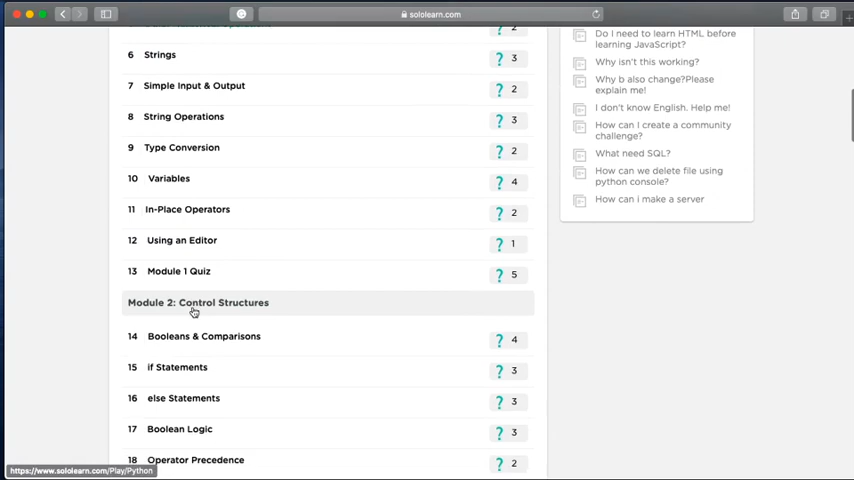 sololearn.com
2
6 Strings 3
7 Simple Input & Output 2
8 String Operations 3
9 Type Conversion 2
10 Variables 4
11 In-Place Operators 2
12 Using an Editor 1
13 Module 1 Quiz 5
Module 2: Control Structures
14 Booleans & Comparisons 4
15 if Statements 3
16 else Statements 3
17 Boolean Logic 3
18 Operator Precedence 2
https://www.sololearn.com/Play/Python
Do I need to learn HTML before
learning JavaScript?
Why isn't this working?
Why b also change?Please
explain me!
I don't know English. Help me!
How can I create a community
challenge?
What need SQL?
How can we delete file using
python console?
How can i make a server